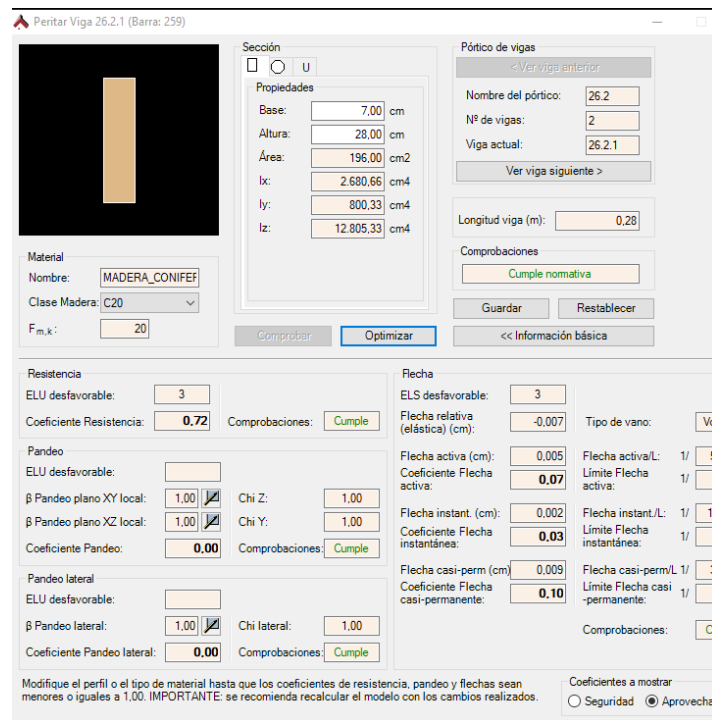 Peritar Viga 26.2.1 (Barra: 259)
Sección
U
Propiedades
Base: 7,00 cm
Altura: 28,00 cm
Área: 196,00 cm2
Ix: 2.680,66 cm4
Iy: 800,33 cm4
Iz: 12.805,33 cm4
Pórtico de vigas
< Ver viga anterior
Nombre del pórtico: 26.2
Nº de vigas: 2
Viga actual: 26.2.1
Ver viga siguiente >
Longitud viga (m): 0,28
Comprobaciones
Cumple normativa
Material
Nombre: MADERA_CONIFEF
Clase Madera: C20
Fm,k: 20
Comprobar
Optimizar
Guardar
Restablecer
<< Información básica
Resistencia
ELU desfavorable: 3
Coeficiente Resistencia: 0,72 Comprobaciones: Cumple
Pandeo
ELU desfavorable:
β Pandeo plano XY local: 1,00 Chi Z: 1,00
β Pandeo plano XZ local: 1,00 Chi Y: 1,00
Coeficiente Pandeo: 0,00 Comprobaciones: Cumple
Pandeo lateral
ELU desfavorable:
β Pandeo lateral: 1,00 Chi lateral: 1,00
Coeficiente Pandeo lateral: 0,00 Comprobaciones: Cumple
Flecha
ELS desfavorable: 3
Flecha relativa
(elástica) (cm): -0,007 Tipo de vano:
Flecha activa (cm): 0,005 Flecha activa/L: 1/
Coeficiente Flecha
activa: 0,07
Límite Flecha
activa: 1/
Flecha instant. (cm): 0,002 Flecha instant./L: 1/
Coeficiente Flecha
instantánea: 0,03
Límite Flecha
instantánea: 1/
Flecha casi-perm (cm) 0,009 Flecha casi-perm/L 1/
Coeficiente Flecha
casi-permanente: 0,10
Límite Flecha casi
-permanente: 1/
Comprobaciones:
Modifique el perfil o el tipo de material hasta que los coeficientes de resistencia, pandeo y flechas sean
menores o iguales a 1,00. IMPORTANTE: se recomienda recalcular el modelo con los cambios realizados.
Coeficientes a mostrar
Seguridad Aprovecha